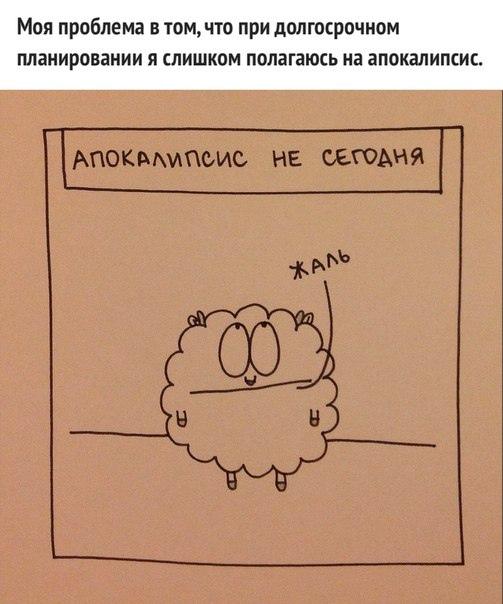 Моя проблема в том, что при долгосрочном
планировании я слишком полагаюсь на апокалипсис.
АПОКАЛИПСИС НЕ СЕГОДНЯ
ЖАЛЬ